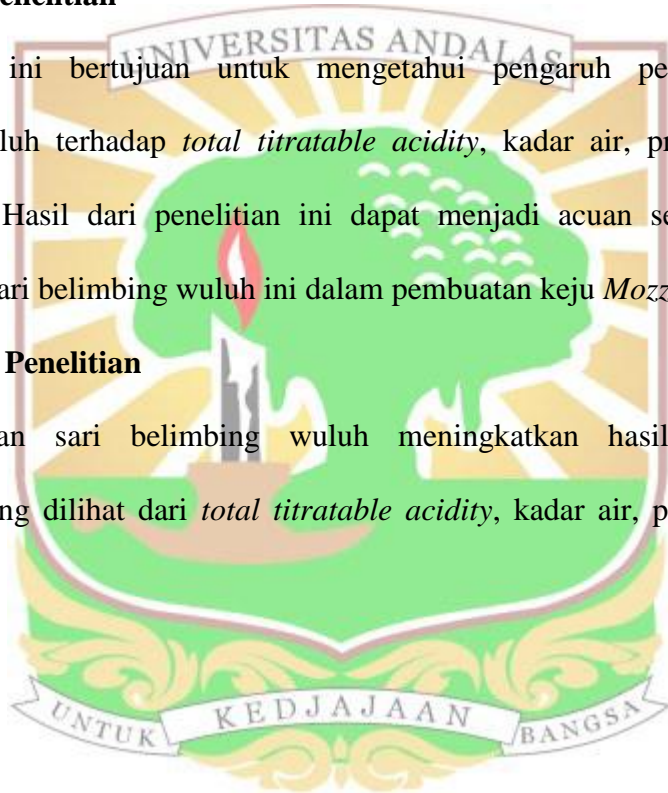 UNIVERSITAS ANDALAS
ini bertujuan untuk mengetahui pengaruh pe
luh terhadap total titratable acidity, kadar air, pr
Hasil dari penelitian ini dapat menjadi acuan se
ari belimbing wuluh ini dalam pembuatan keju Mozz
Penelitian
an sari belimbing wuluh meningkatkan hasil
ng dilihat dari total titratable acidity, kadar air, p
UNTUK KEDJAJAAN BANGSA